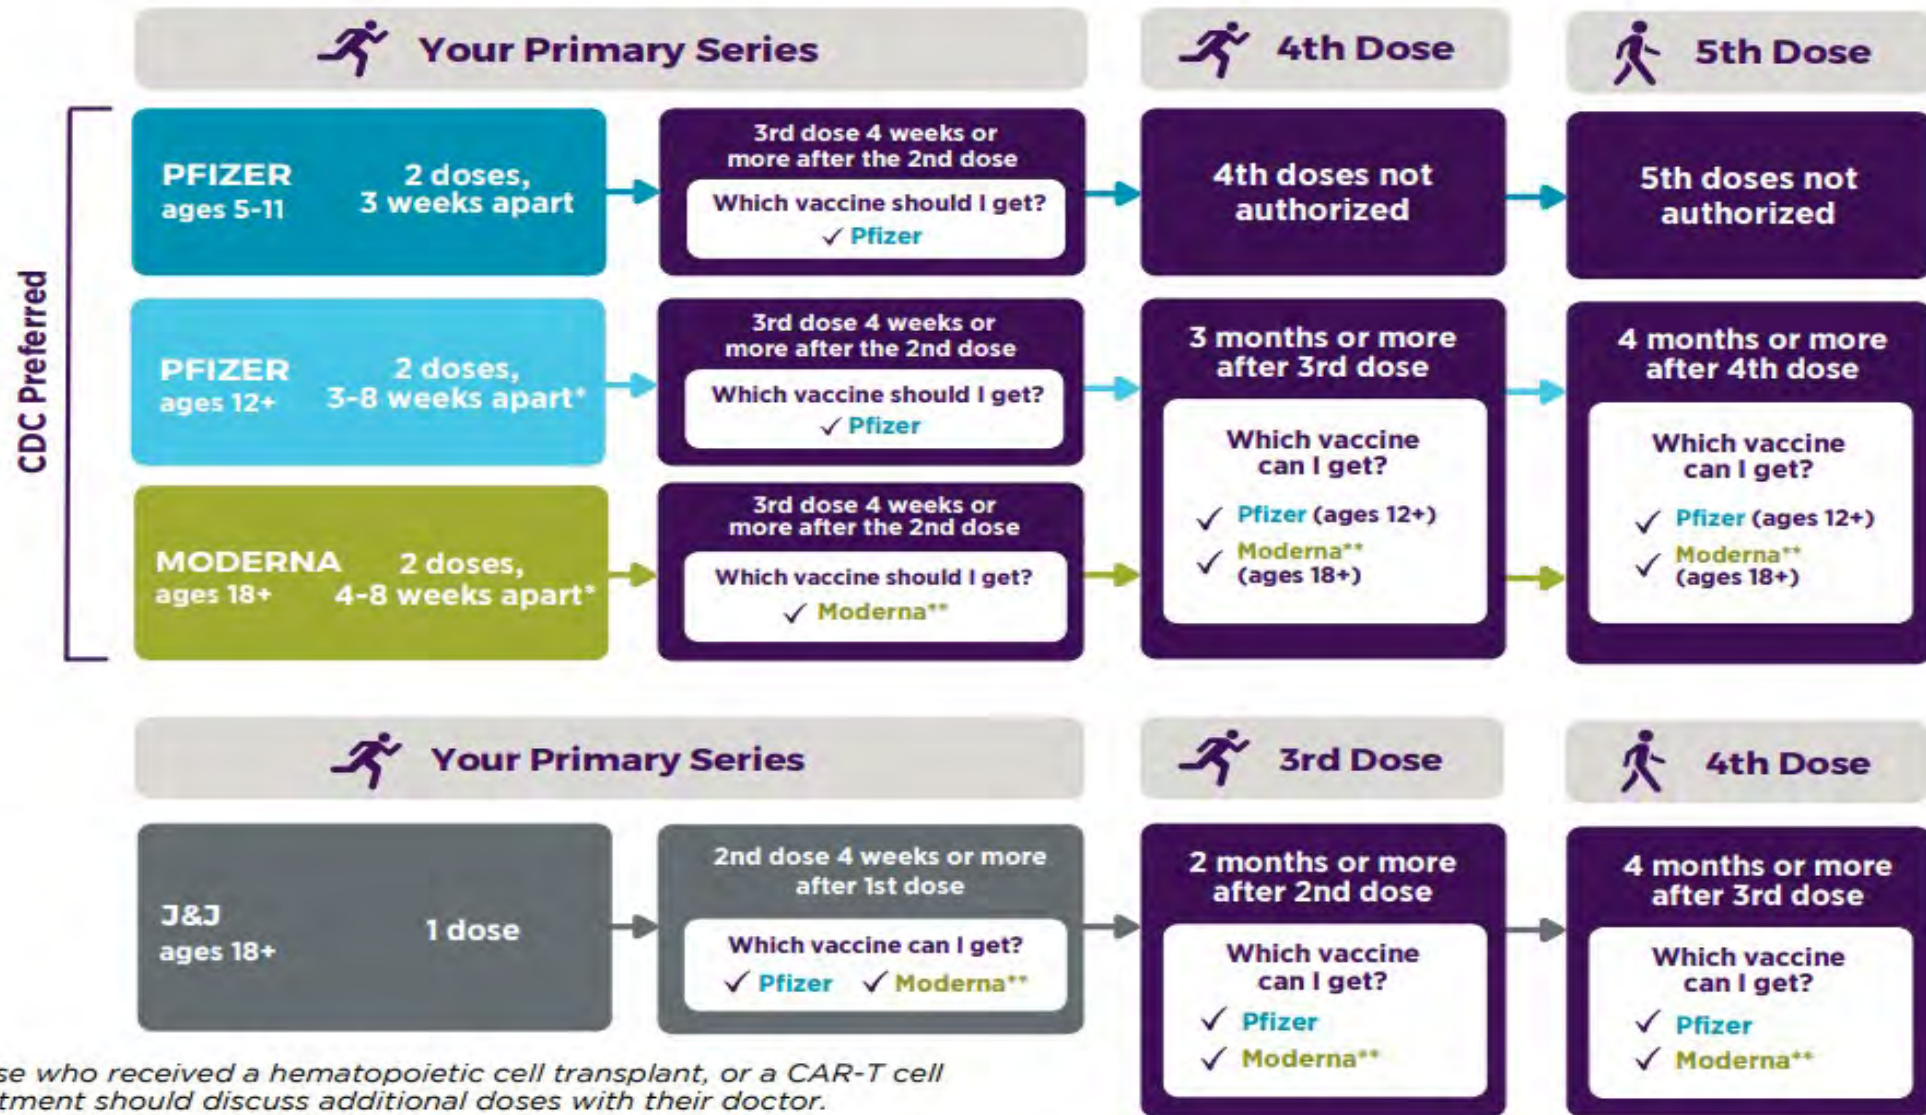 Your Primary Series
4th Dose
5th Dose
CDC Preferred
PFIZER
ages 5-11
2 doses,
3 weeks apart
3rd dose 4 weeks or
more after the 2nd dose
Which vaccine should I get?
✓ Pfizer
4th doses not
authorized
5th doses not
authorized
PFIZER
ages 12+
2 doses,
3-8 weeks apart*
3rd dose 4 weeks or
more after the 2nd dose
Which vaccine should I get?
✓ Pfizer
MODERNA
ages 18+
2 doses,
4-8 weeks apart*
3rd dose 4 weeks or
more after the 2nd dose
Which vaccine should I get?
✓ Moderna**
3 months or more
after 3rd dose
Which vaccine
can I get?
✓ Pfizer (ages 12+)
✓ Moderna**
(ages 18+)
4 months or more
after 4th dose
Which vaccine
can I get?
✓ Pfizer (ages 12+)
✓ Moderna**
(ages 18+)
Your Primary Series
3rd Dose
4th Dose
J&J
ages 18+
1 dose
2nd dose 4 weeks or more
after 1st dose
Which vaccine can I get?
✓ Pfizer ✓ Moderna**
2 months or more
after 2nd dose
Which vaccine
can I get?
✓ Pfizer
✓ Moderna**
4 months or more
after 3rd dose
Which vaccine
can I get?
✓ Pfizer
✓ Moderna**
se who received a hematopoietic cell transplant, or a CAR-T cell
tment should discuss additional doses with their doctor.